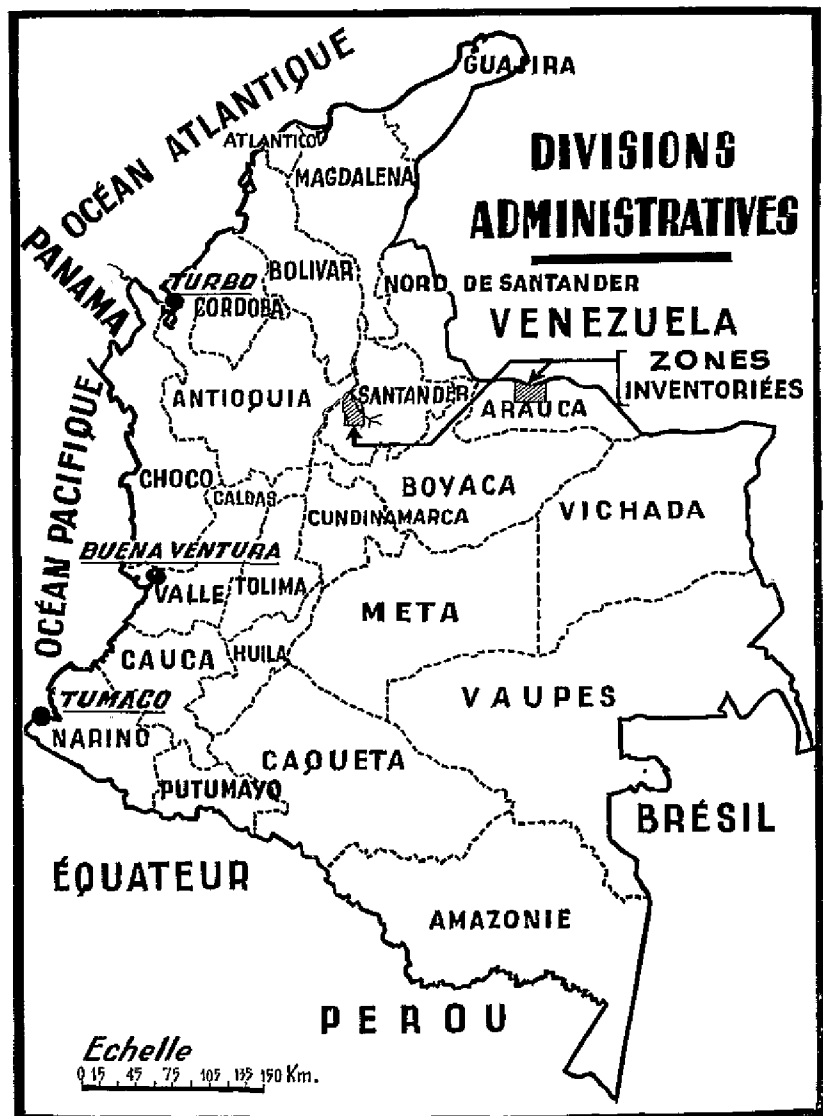 GUAJIRA
OCÉAN ATLANTIQUE
ATLANTICO
MAGDALENA
DIVISIONS
ADMINISTRATIVES
PANAMA
TURBO
CORDOBA
BOLIVAR
NORD DE SANTANDER
VENEZUELA
ZONES
INVENTORIÉES
ANTIOQUIA
SANTANDER
ARAUCA
OCÉAN PACIFIQUE
CHOCO
CALDAS
BOYACA
CUNDINAMARCA
VICHADA
BUENA VENTURA
VALLE
TOLIMA
META
CAUCA
HUILA
VAUPES
TUMACO
NARINO
CAQUETA
PUTUMAYO
BRÉSIL
ÉQUATEUR
AMAZONIE
PEROU
Echelle
0 15 45 75 105 135 150 Km.